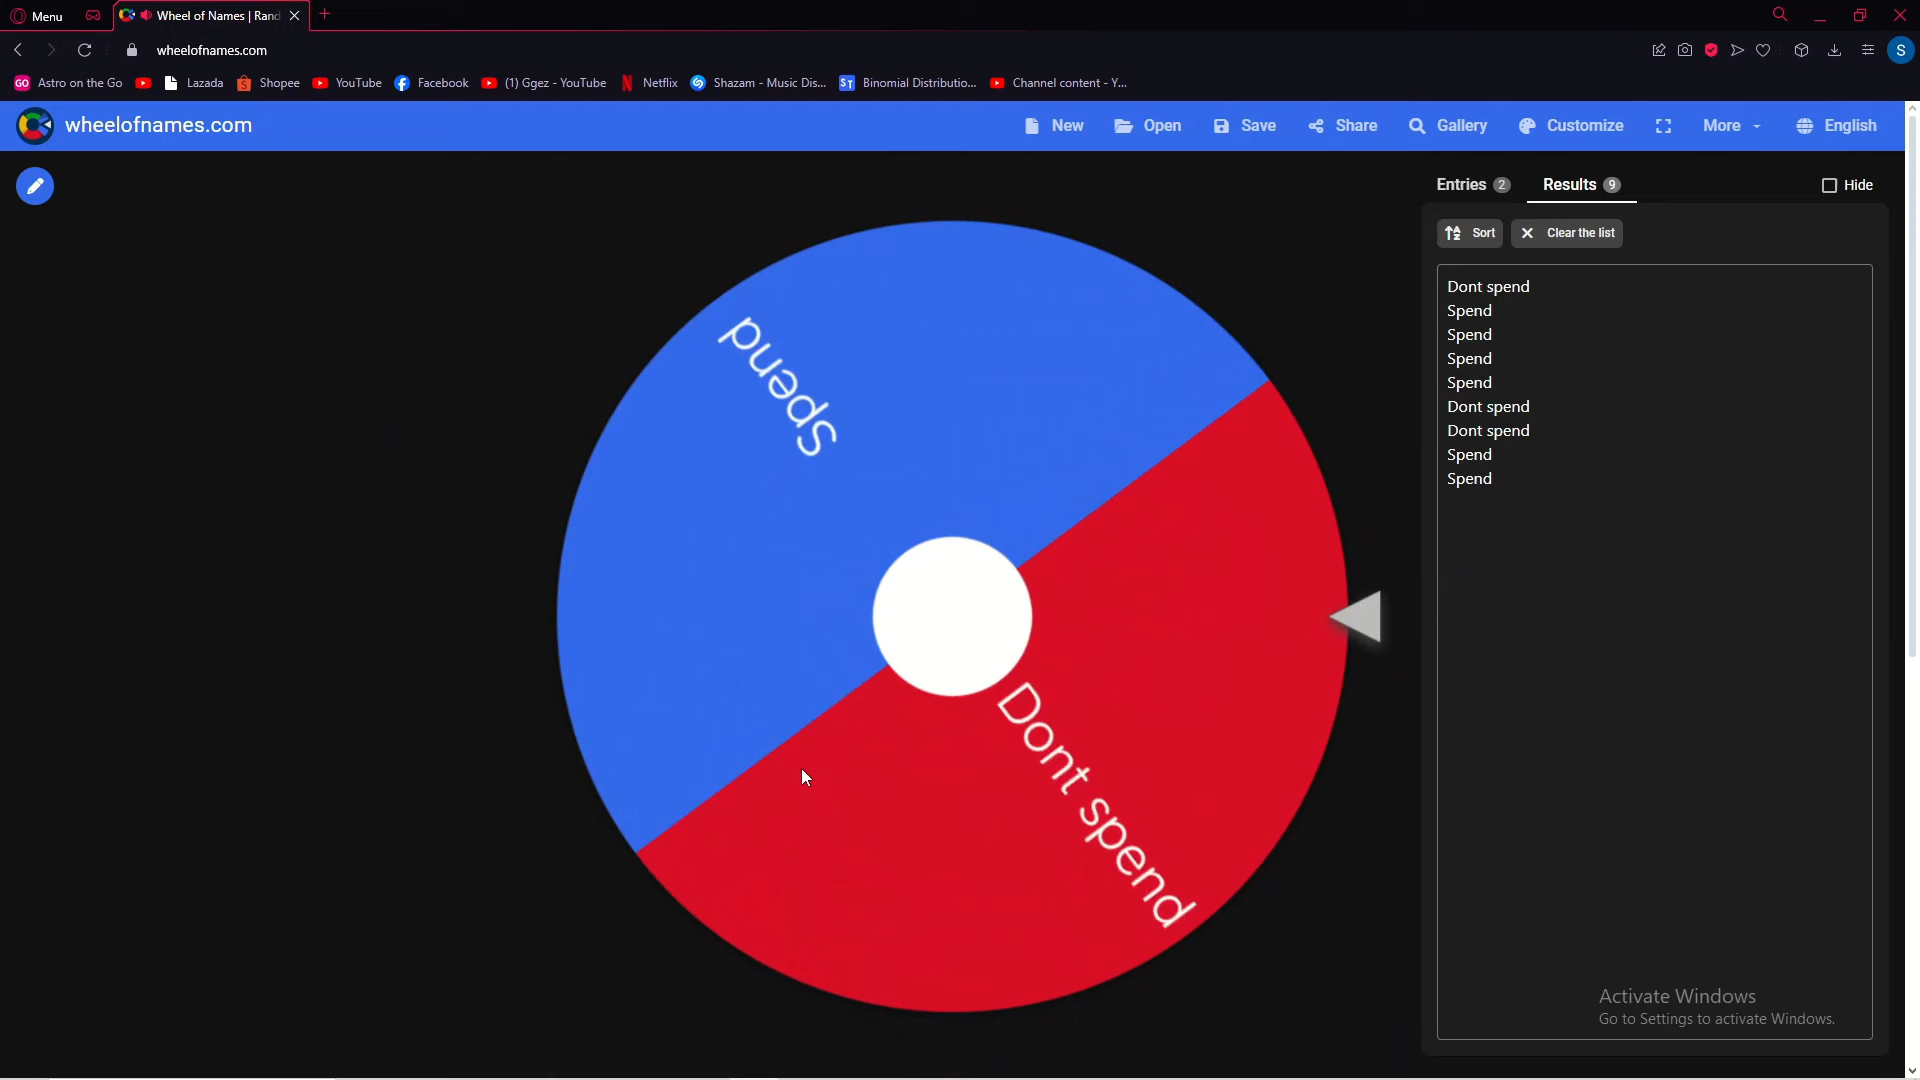 Menu
Wheel of Names | Rand
wheelofnames.com
S
GO Astro on the Go
Lazada
Shopee
YouTube
Facebook
(1) Ggez - YouTube
Netflix
Shazam - Music Dis...
ST Binomial Distributio...
Channel content - Y...
wheelofnames.com
New
Open
Save
Share
Gallery
Customize
More
English
Entries 2
Results 9
Hide
Sort
Clear the list
Dont spend
Spend
Spend
Spend
Spend
Dont spend
Dont spend
Spend
Spend
Spend
Dont spend
Activate Windows
Go to Settings to activate Windows.